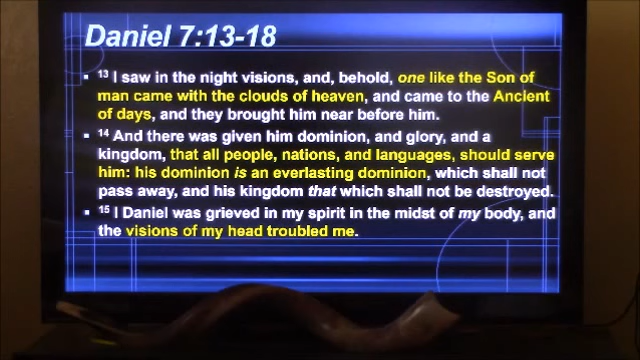 Daniel 7:13-18
▪ 13 I saw in the night visions, and, behold, one like the Son of
man came with the clouds of heaven, and came to the Ancient
of days, and they brought him near before him.
▪ 14 And there was given him dominion, and glory, and a
kingdom, that all people, nations, and languages, should serve
him: his dominion is an everlasting dominion, which shall not
pass away, and his kingdom that which shall not be destroyed.
▪ 15 I Daniel was grieved in my spirit in the midst of my body, and
the visions of my head troubled me.